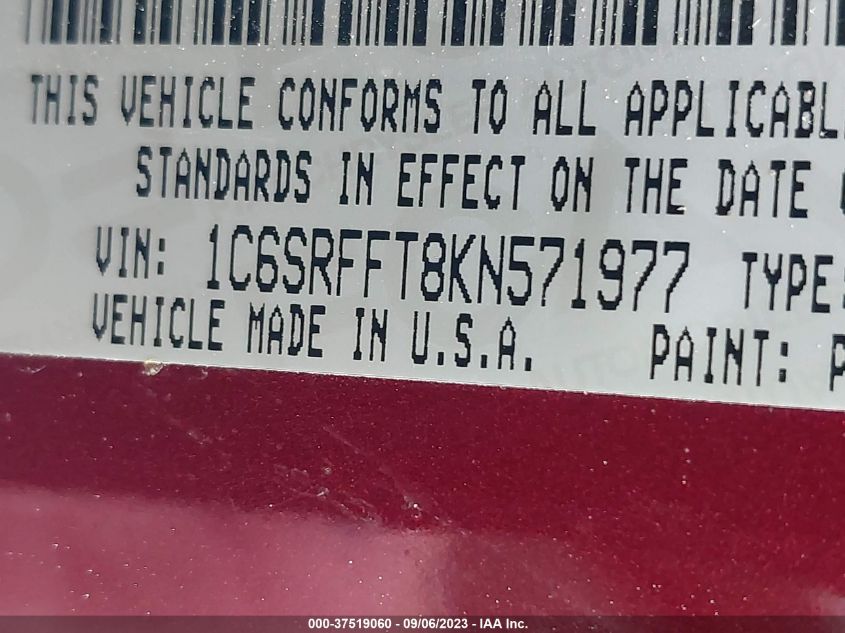 THIS VEHICLE CONFORMS TO ALL APPLICABL
STANDARDS IN EFFECT ON THE DATE
VIN: 1C6SRFFT8KN571977 TYPE:
VEHICLE MADE IN U.S.A. PAINT: P
000-37519060 - 09/06/2023 - IAA Inc.